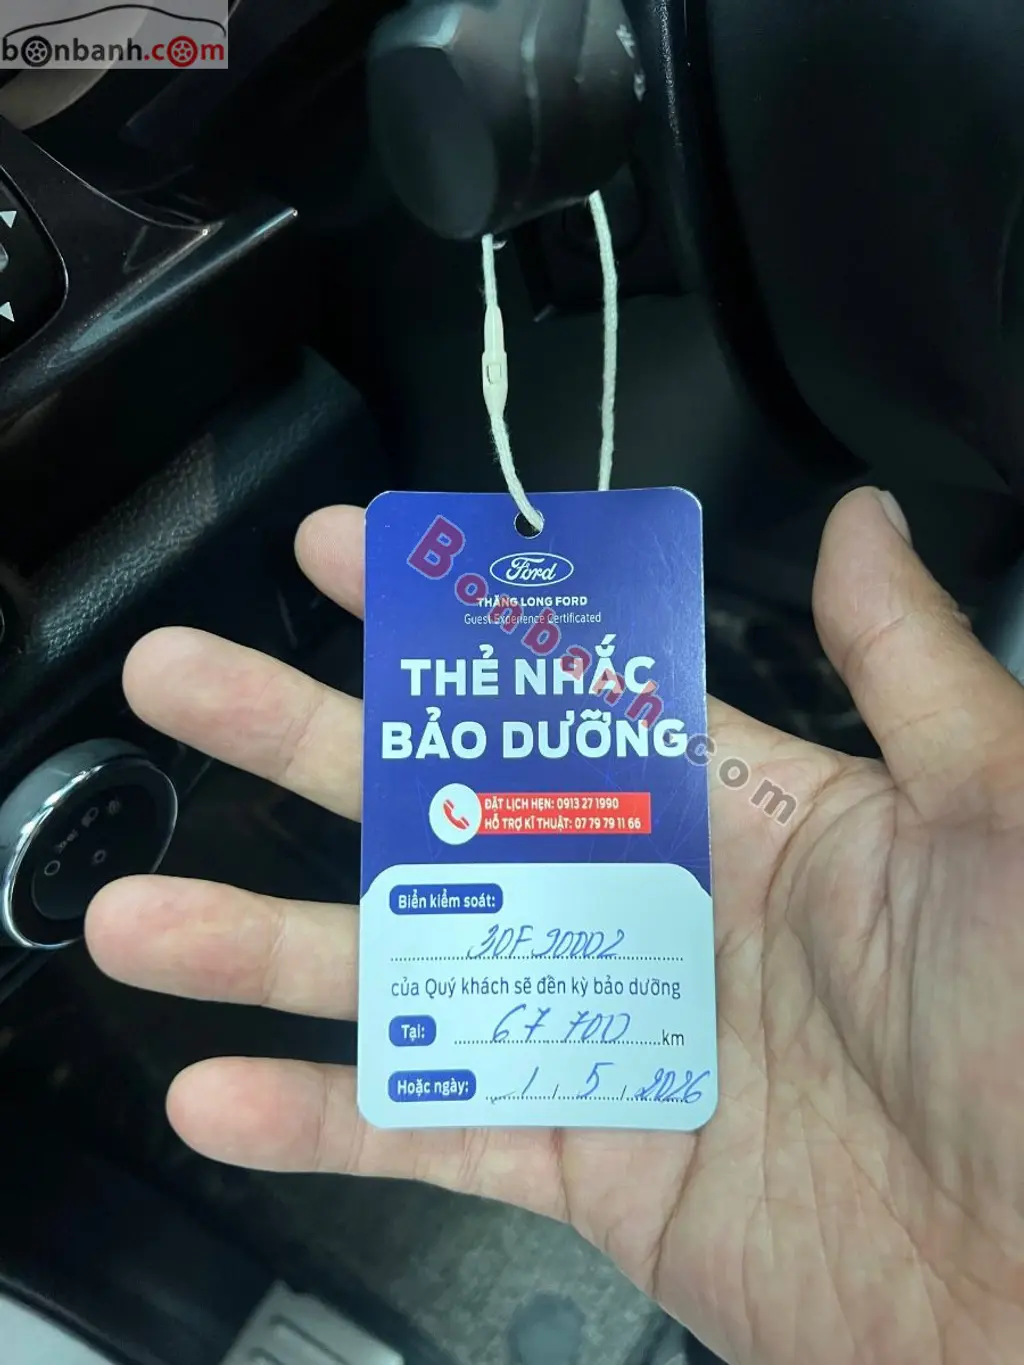 bonbanh.com
Ford
THĂNG LONG FORD
Guest Experience Certificated
THẺ NHẮC
BẢO DƯỠNG
Bonbanh.com
ĐẶT LỊCH HẸN: 0913 27 1990
HỖ TRỢ KĨ THUẬT: 07 79 79 11 66
Biển kiểm soát:
30F 90002
của Quý khách sẽ đến kỳ bảo dưỡng
Tại: 67 700 km
Hoặc ngày: 1 / 5 / 2026